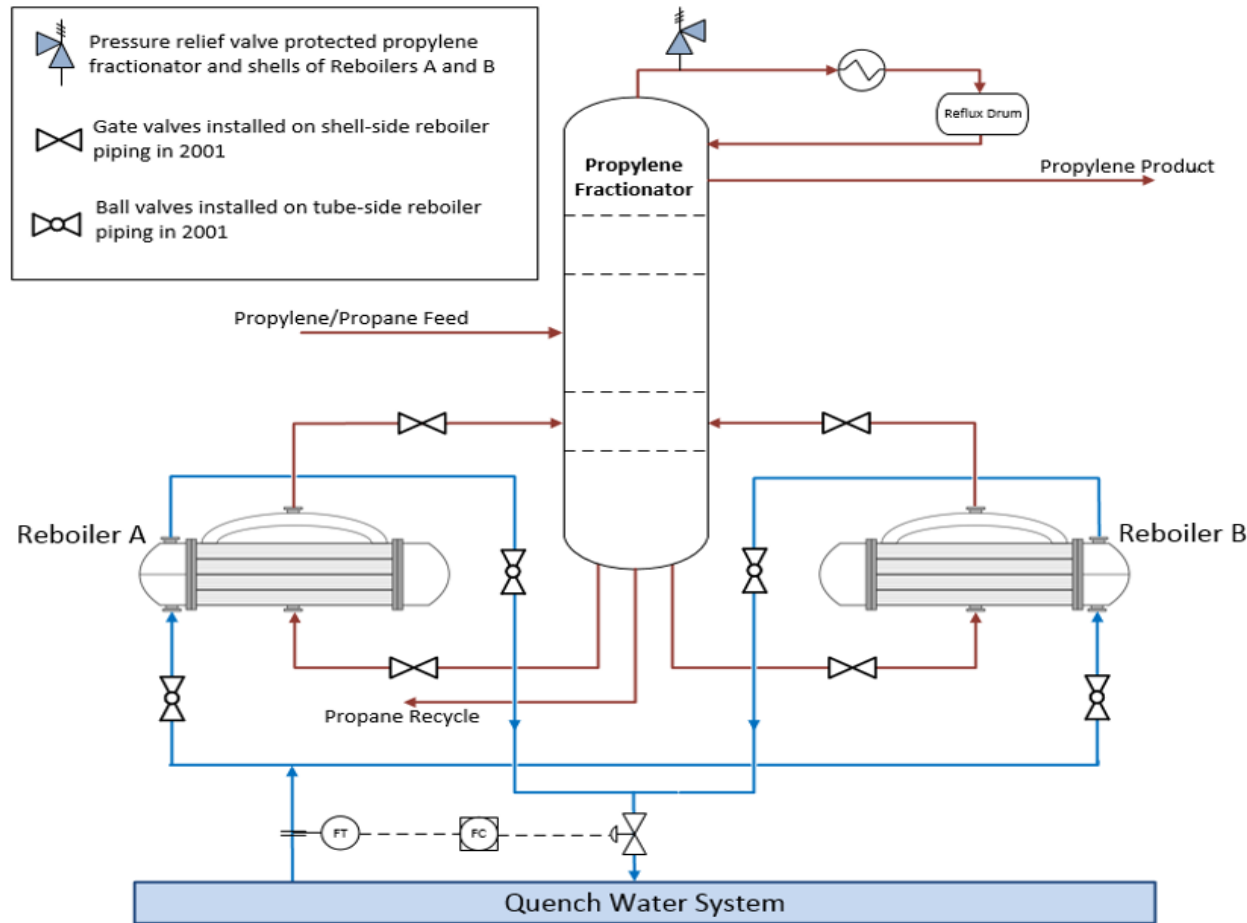 Pressure relief valve protected propylene
fractionator and shells of Reboilers A and B
Gate valves installed on shell-side reboiler
piping in 2001
Ball valves installed on tube-side reboiler
piping in 2001
Reflux Drum
Propylene
Fractionator
Propylene Product
Propylene/Propane Feed
Reboiler A
Reboiler B
Propane Recycle
FT
FC
Quench Water System